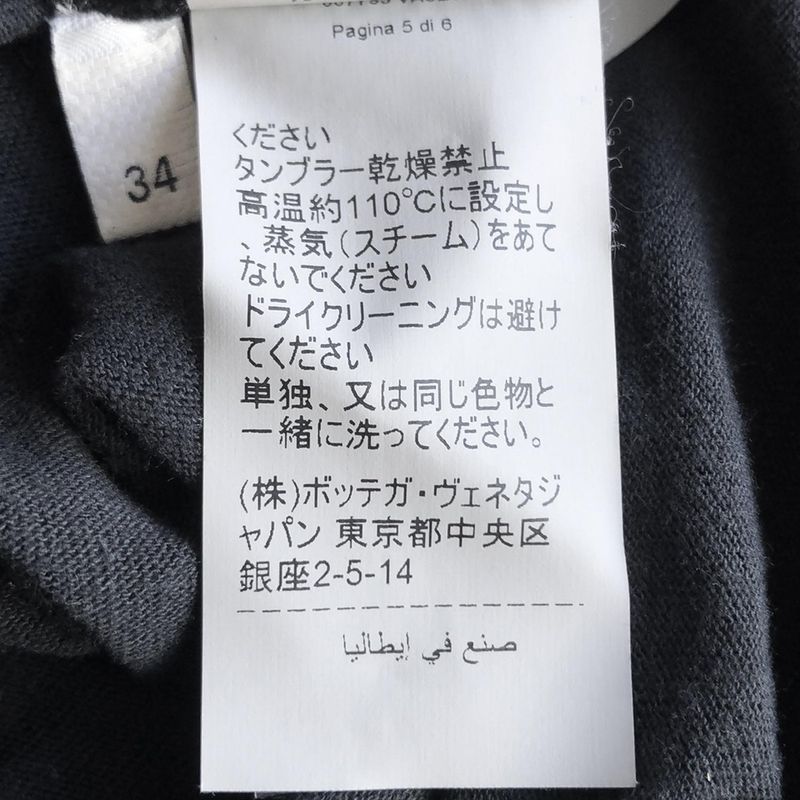 Pagina 5 di 6
34
ください
タンブラー乾燥禁止
高温約110℃に設定し
、蒸気(スチーム)をあて
ないでください
ドライクリーニングは避け
てください
単独、又は同じ色物と
一緒に洗ってください。
(株)ボッテガ・ヴェネタジ
ャパン 東京都中央区
銀座2-5-14
صنع في إيطاليا